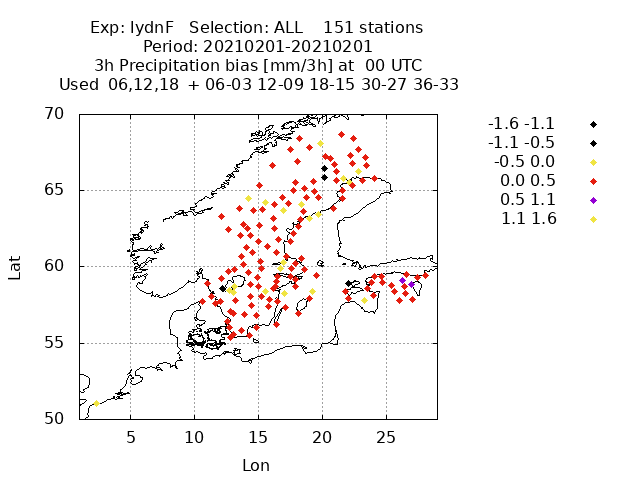 Exp: IydnF   Selection: ALL    151 stations
Period: 20210201-20210201
3h Precipitation bias [mm/3h] at  00 UTC
Used  06,12,18  + 06-03 12-09 18-15 30-27 36-33
70
65
60
55
50
Lat
5 10 15 20 25
Lon
-1.6 -1.1
-1.1 -0.5
-0.5 0.0
0.0 0.5
0.5 1.1
1.1 1.6